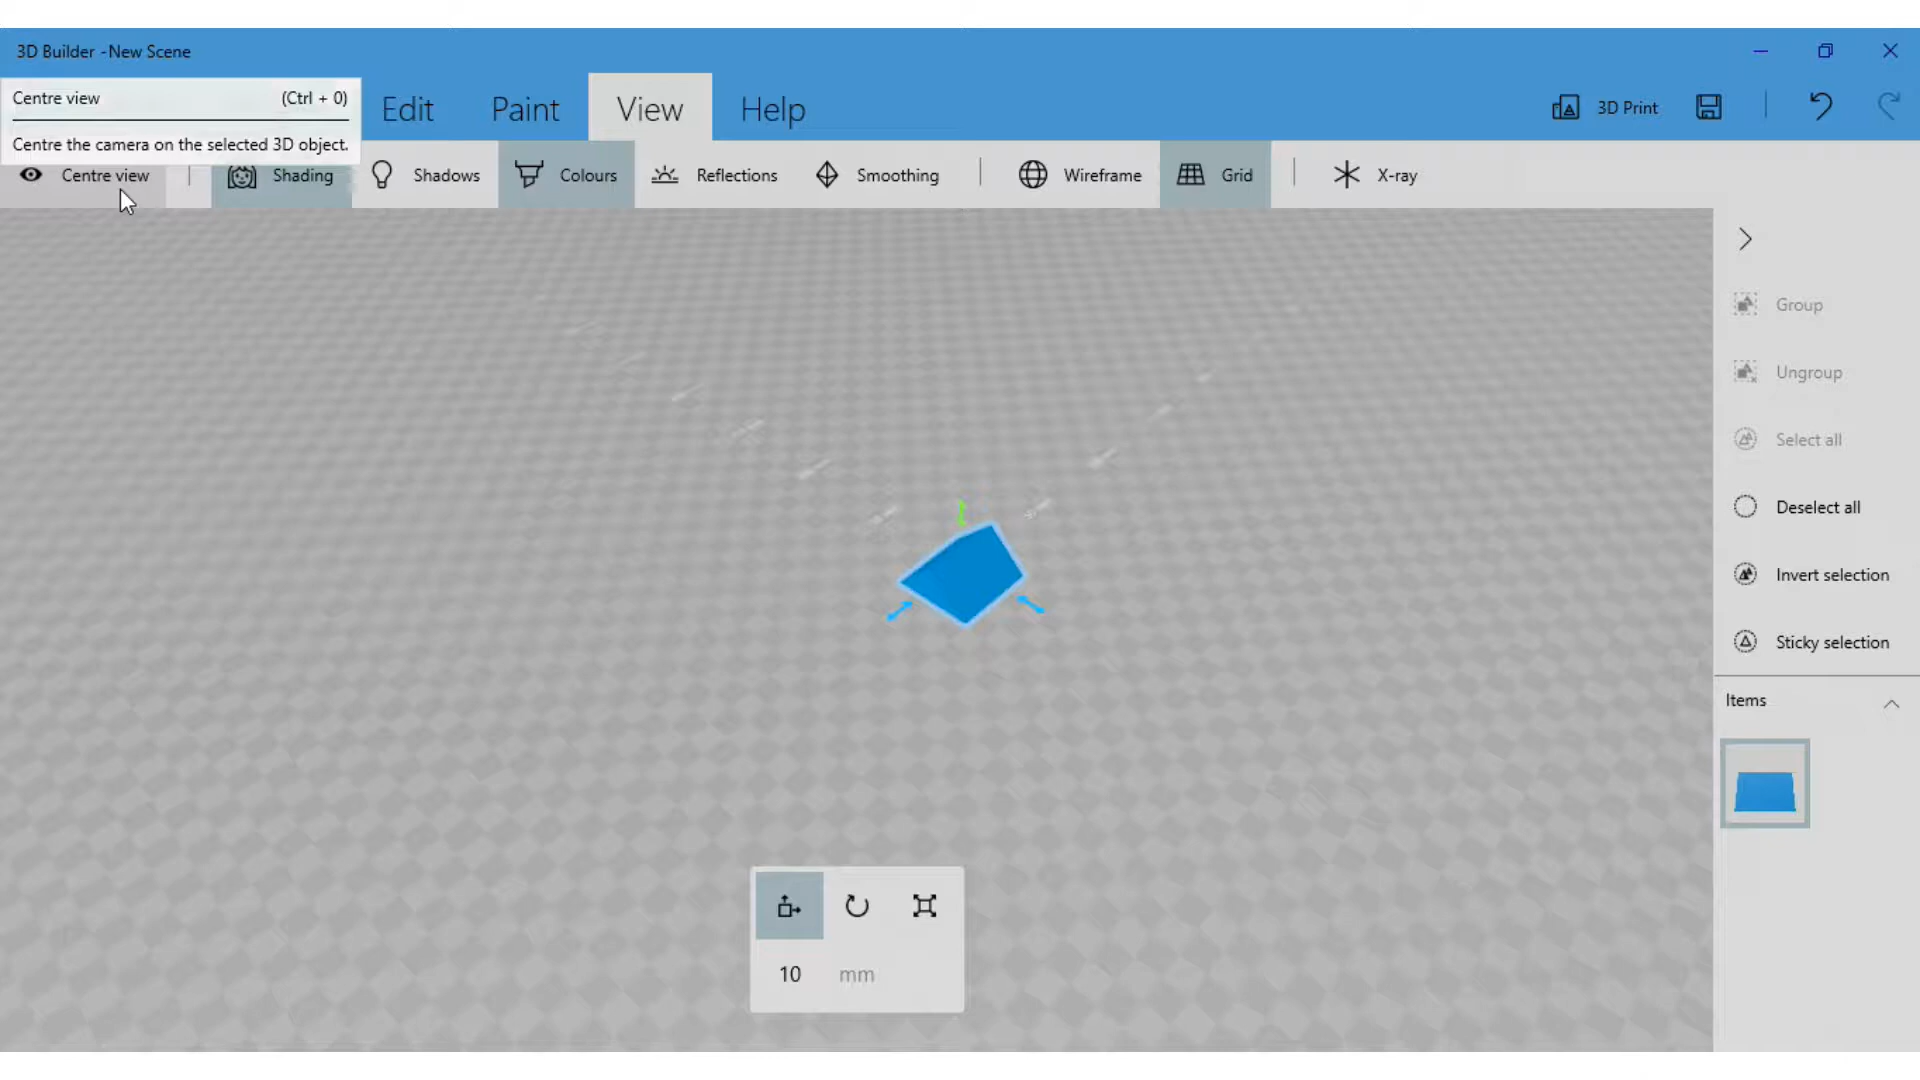 3D Builder -New Scene
Centre view (Ctrl + 0)
Centre the camera on the selected 3D object.
Edit Paint View Help 3D Print
Centre view Shading Shadows Colours Reflections Smoothing Wireframe Grid X-ray
Group
Ungroup
Select all
Deselect all
Invert selection
Sticky selection
Items
10 mm